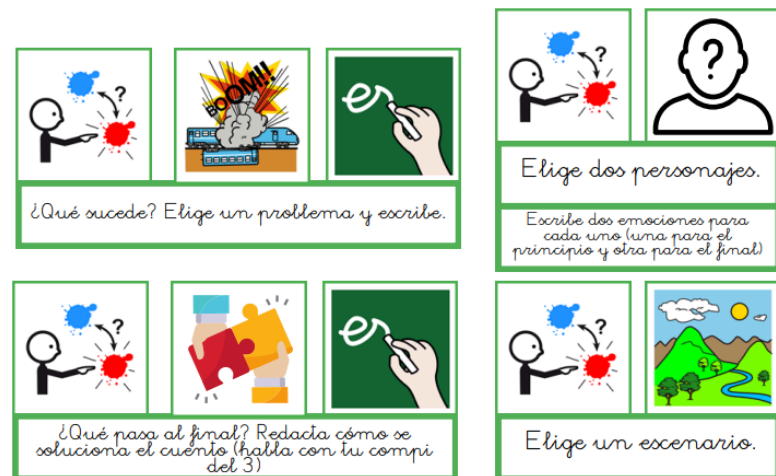 ?
BOOM!!
e
¿Qué sucede? Elige un problema y escribe.
?
?
Elige dos personajes.
Escribe dos emociones para
cada uno (una para el
principio y otra para el final)
?
e
¿Qué pasa al final? Redacta cómo se
soluciona el cuento (habla con tu compi
del 3)
?
Elige un escenario.